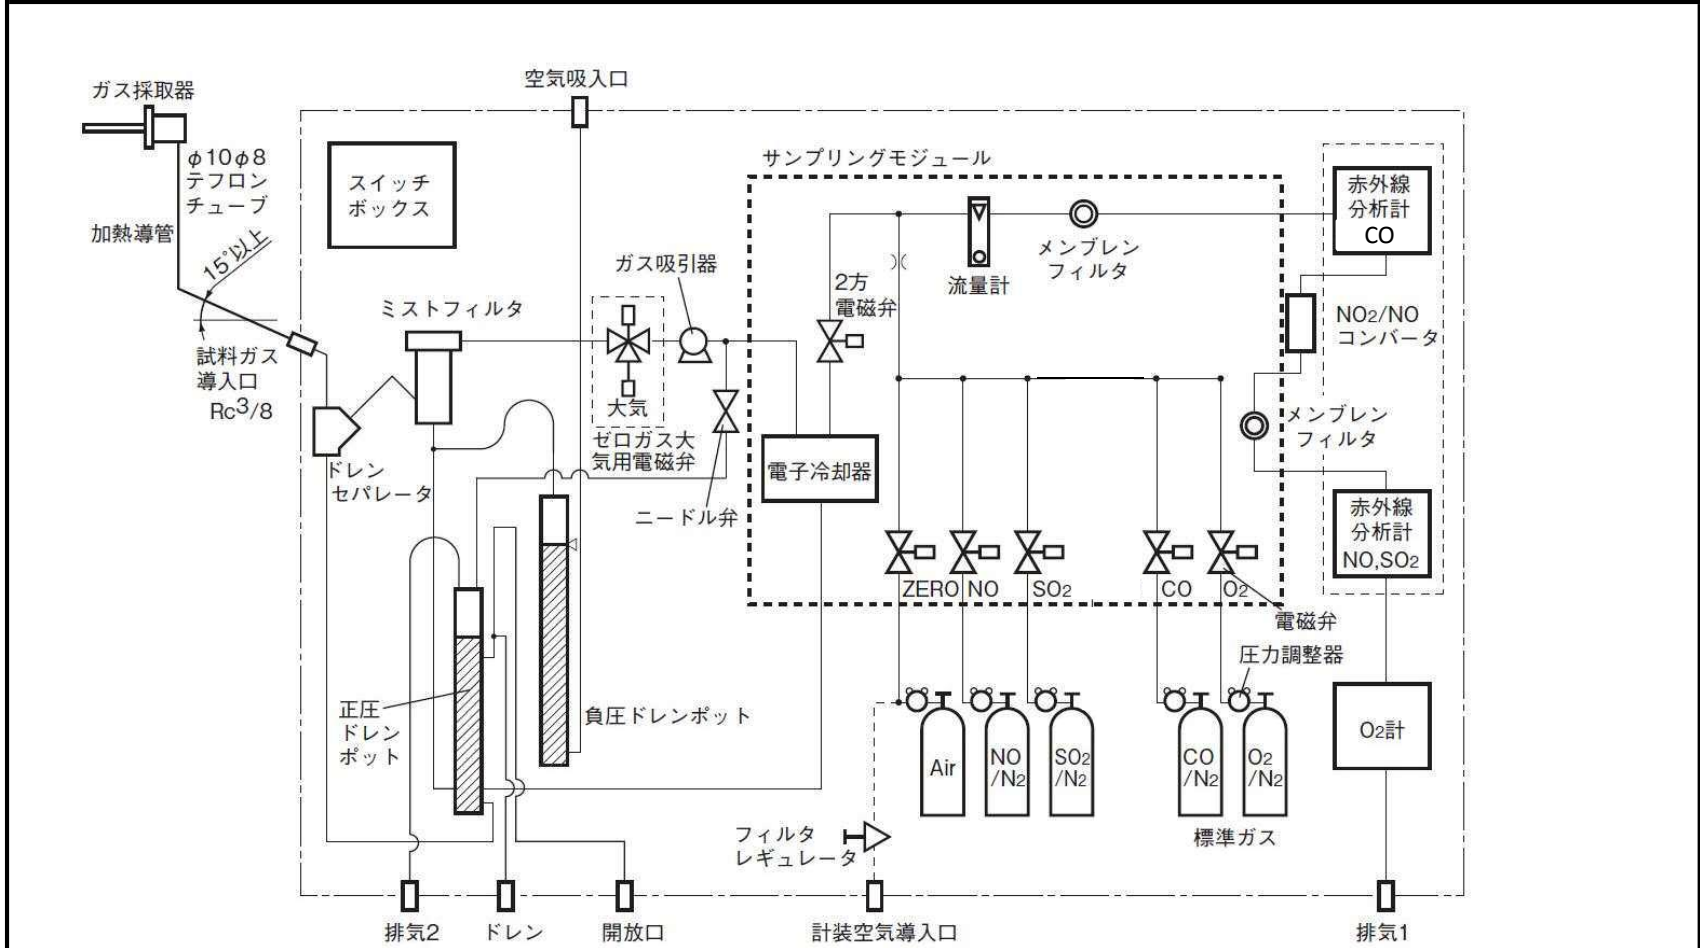 空気吸入口
ガス採取器
φ10φ8
テフロン
チューブ
加熱導管
15°以上
試料ガス
導入口
Rc3/8
スイッチ
ボックス
ミストフィルタ
ドレン
セパレータ
ガス吸引器
大気
ゼロガス大
気用電磁弁
ニードル弁
サンプリングモジュール
2方
電磁弁
流量計
メンブレン
フィルタ
電子冷却器
ZERO
NO
SO2
CO
O2
電磁弁
赤外線
分析計
CO
NO2/NO
コンバータ
メンブレン
フィルタ
赤外線
分析計
NO,SO2
圧力調整器
O2計
正圧
ドレン
ポット
負圧ドレンポット
Air
NO
/N2
SO2
/N2
CO
/N2
O2
/N2
標準ガス
フィルタ
レギュレータ
排気2
ドレン
開放口
計装空気導入口
排気1